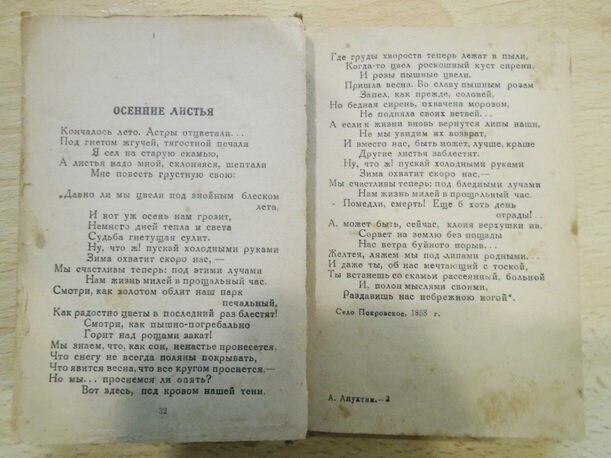 ОСЕННИЕ ЛИСТЬЯ
Кончалось лето. Астры отцветали...
Под гнетом жгучей, тягостной печали
Я сел на старую скамью,
А листья надо мной, склоняяся, шептали
Мне повесть грустную свою:
„Давно ли мы цвели под знойным блеском
лета,
И вот уж осень нам грозит,
Немного дней тепла и света
Судьба гнетущая сулит.
Ну, что ж! пускай холодными руками
Зима охватит скоро нас,—
Мы счастливы теперь: под этими лучами
Нам жизнь милей в прощальный час.
Смотри, как золотом облит наш парк
печальный,
Как радостно цветы в последний раз блестят!
Смотри, как пышно-погребально
Горит над рощами закат!
Мы знаем, что, как сон, ненастье пронесется,
Что снегу не всегда поляны покрывать,
Что явится весна, что все кругом проснется,—
Но мы... проснемся ли опять?
Вот здесь, под кровом нашей тени,
32
Где груды хвороста теперь лежат в пыли,
Когда-то цвел роскошный куст сирени,
И розы пышные цвели.
Пришла весна. Во славу пышным розам
Запел, как прежде, соловей,
Но бедная сирень, охвачена морозом,
Не подняла своих ветвей...
А если к жизни вновь вернутся липы наши,
Не мы увидим их возврат,
И вместо нас, быть может, лучше, краше
Другие листья заблестят.
Ну, что ж! пускай холодными руками
Зима охватит скоро нас,—
Мы счастливы теперь: под бледными лучами
Нам жизнь милей в прощальный час.
Помедли, смерть! Еще б хоть день
отрады!..
А, может быть, сейчас, клоня верхушки ив,
Сорвет на землю без пощады
Нас ветра буйного порыв...
Желтея, ляжем мы под липами родными...
И даже ты, об нас мечтающий с тоской,
Ты встанешь со скамьи рассеянный, больной
И, полон мыслями своими,
Раздавишь нас небрежною ногой".
Село Покровское, 1858 г.
А. Апухтин.—3